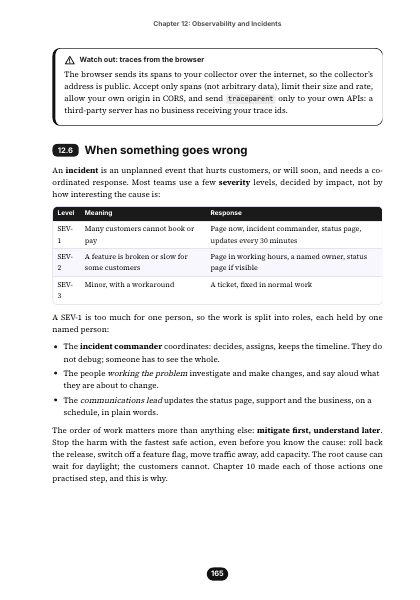 Chapter 12: Observability and Incidents
Watch out: traces from the browser
The browser sends its spans to your collector over the internet, so the collector's
address is public. Accept only spans (not arbitrary data), limit their size and rate,
allow your own origin in CORS, and send traceparent only to your own APIs: a
third-party server has no business receiving your trace ids.
12.6 When something goes wrong
An incident is an unplanned event that hurts customers, or will soon, and needs a co-
ordinated response. Most teams use a few severity levels, decided by impact, not by
how interesting the cause is:
Level Meaning Response
SEV- Many customers cannot book or Page now, incident commander, status page,
1 pay updates every 30 minutes
SEV- A feature is broken or slow for Page in working hours, a named owner, status
2 some customers page if visible
SEV- Minor, with a workaround A ticket, fixed in normal work
3
A SEV-1 is too much for one person, so the work is split into roles, each held by one
named person:
• The incident commander coordinates: decides, assigns, keeps the timeline. They do
not debug; someone has to see the whole.
• The people working the problem investigate and make changes, and say aloud what
they are about to change.
• The communications lead updates the status page, support and the business, on a
schedule, in plain words.
The order of work matters more than anything else: mitigate first, understand later.
Stop the harm with the fastest safe action, even before you know the cause: roll back
the release, switch off a feature flag, move traffic away, add capacity. The root cause can
wait for daylight; the customers cannot. Chapter 10 made each of those actions one
practised step, and this is why.
165